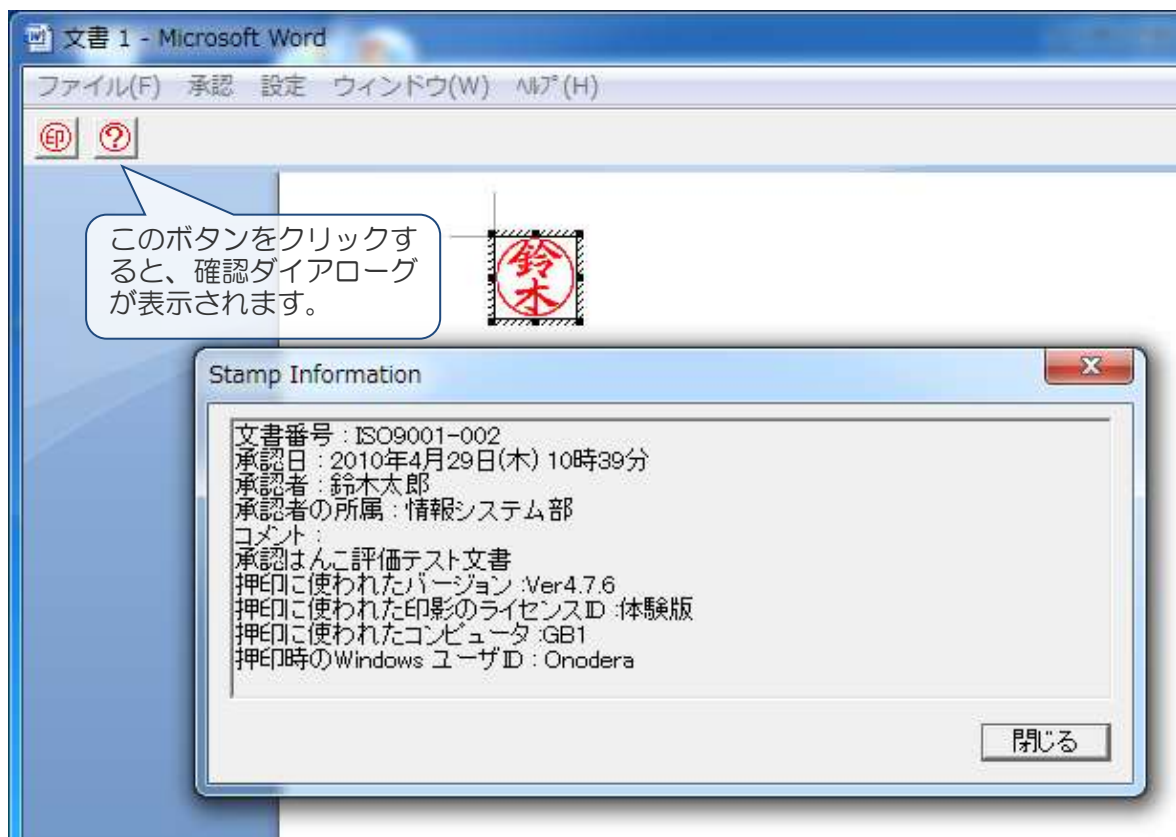 文書 1 - Microsoft Word
ファイル(F) 承認 設定 ウィンドウ(W) ﾍﾙﾌﾟ(H)
印 ?
このボタンをクリックす
ると、確認ダイアローグ
が表示されます。
鈴
木
Stamp Information
文書番号 : ISO9001-002
承認日 : 2010年4月29日(木) 10時39分
承認者 : 鈴木太郎
承認者の所属 : 情報システム部
コメント :
承認はんこ評価テスト文書
押印に使われたバージョン :Ver4.7.6
押印に使われた印影のライセンスID :体験版
押印に使われたコンピュータ :GB1
押印時のWindows ユーザID : Onodera
閉じる